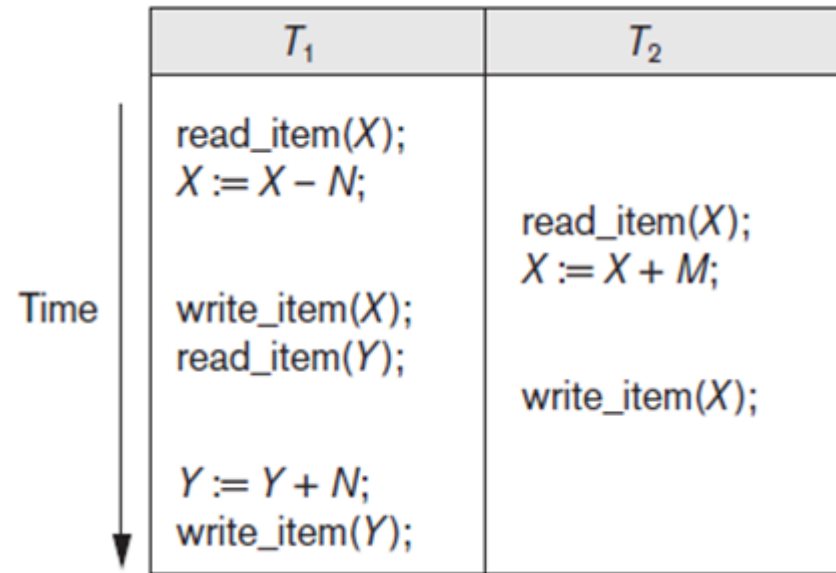 T₁ T₂
read_item(X);
X := X – N;
read_item(X);
X := X + M;
Time
write_item(X);
read_item(Y);
write_item(X);
Y := Y + N;
write_item(Y);